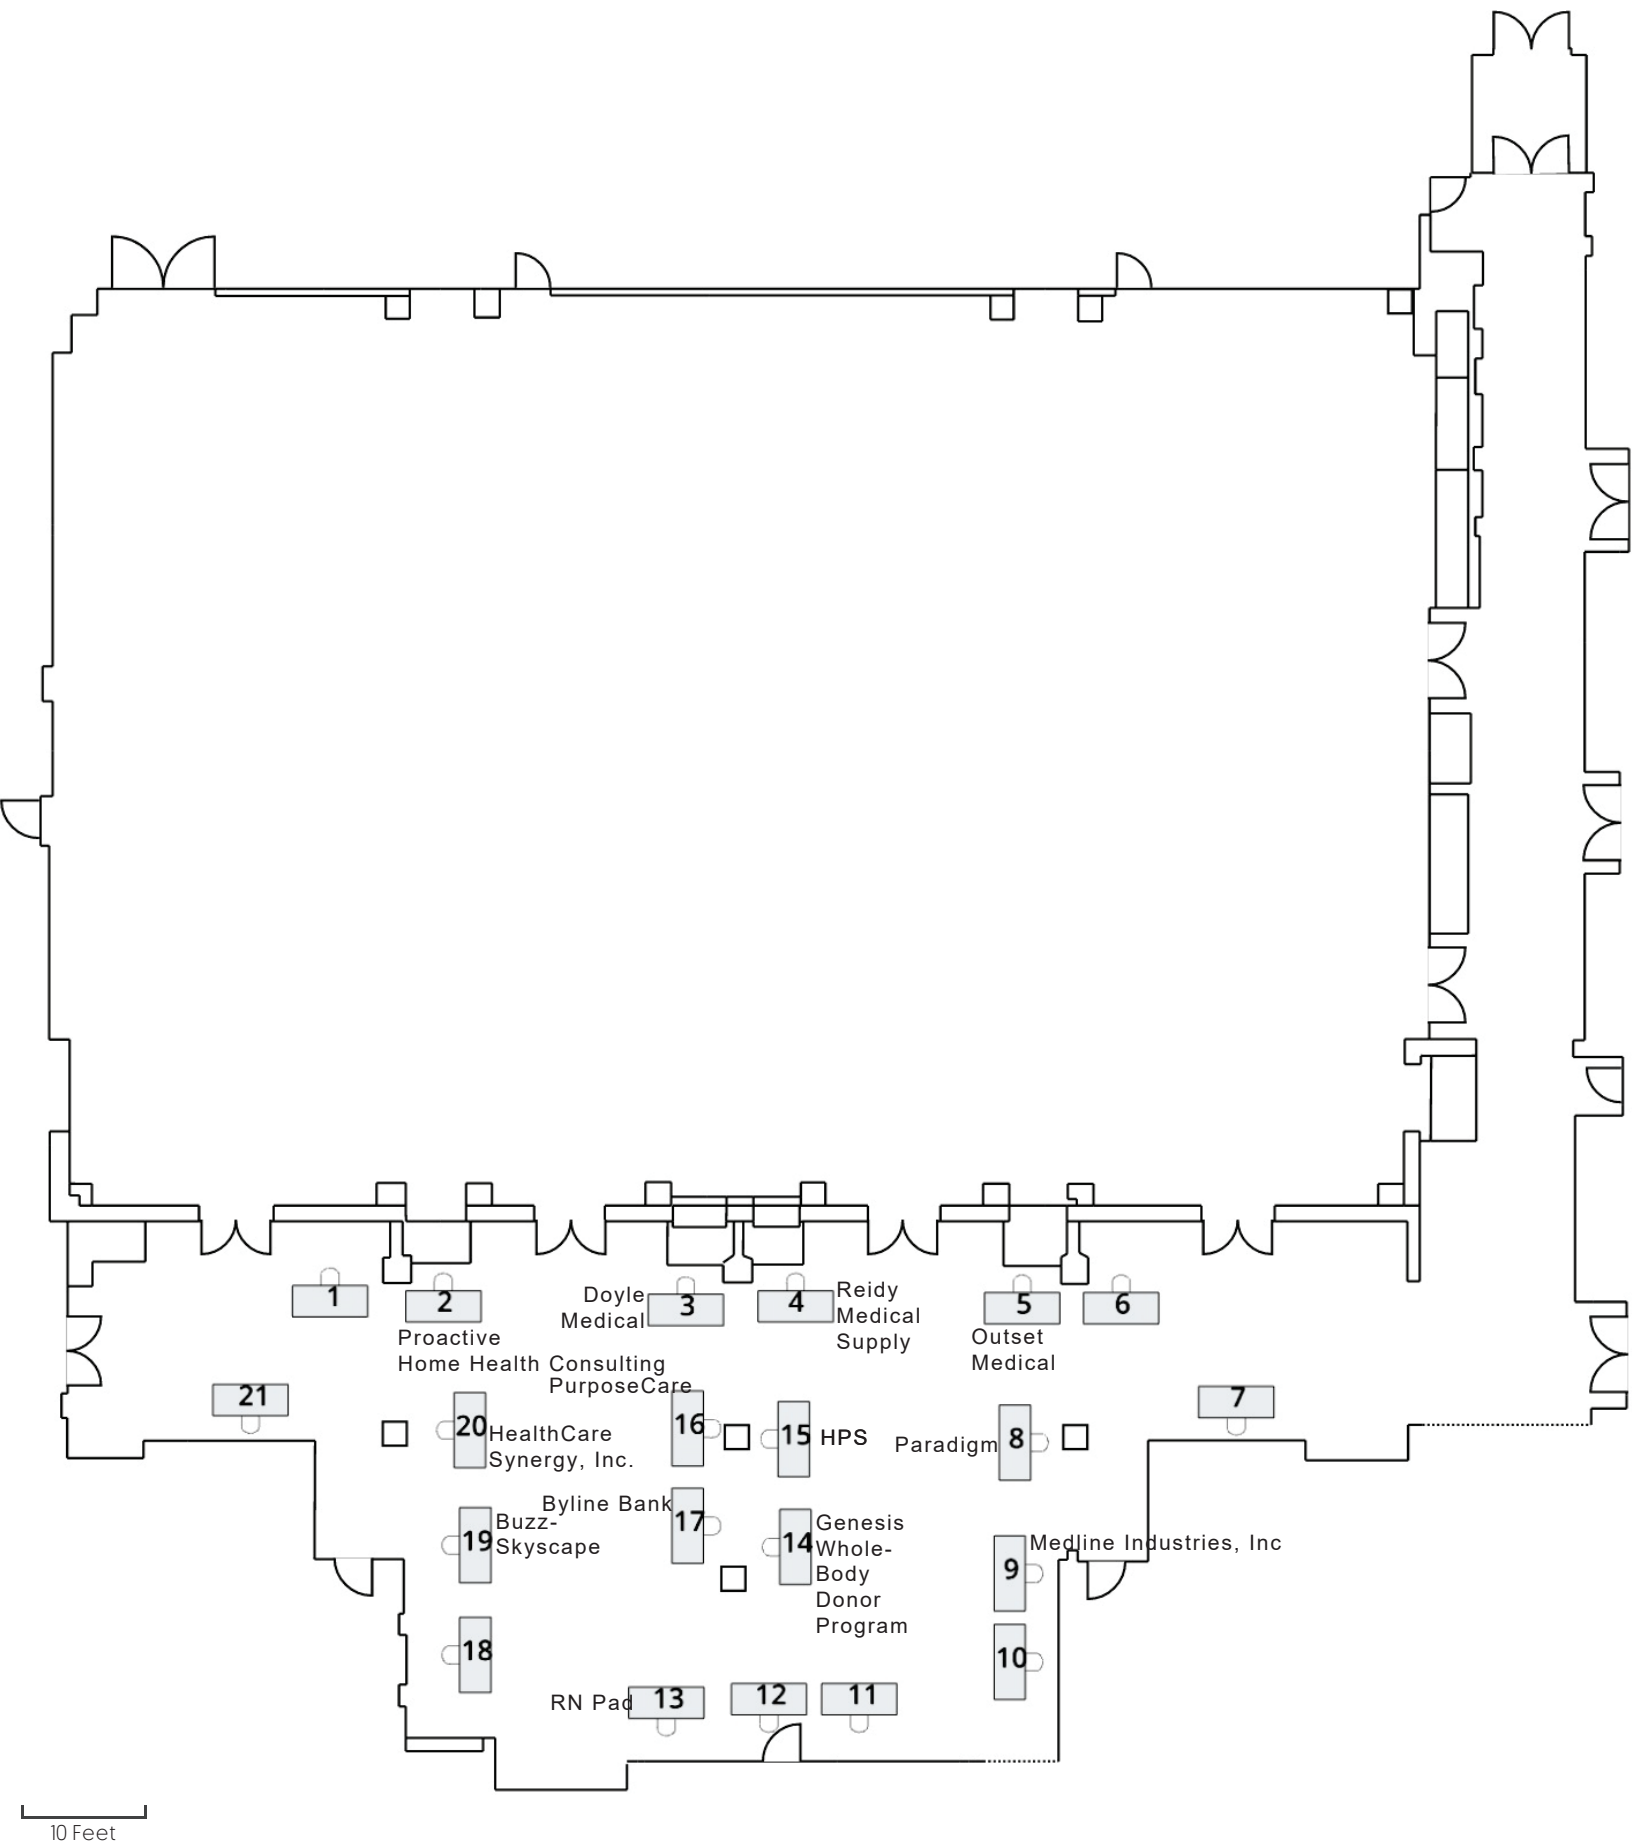 1
2
3
4
5
6
Doyle
Medical
Reidy
Medical
Supply
Proactive
Home Health Consulting
Outset
Medical
PurposeCare
21
7
20
HealthCare
Synergy, Inc.
16
15
HPS
Paradigm
8
Byline Bank
17
19
Buzz-
Skyscape
14
Genesis
Whole-
Body
Donor
Program
Medline Industries, Inc
9
18
10
RN Pad
13
12
11
10 Feet